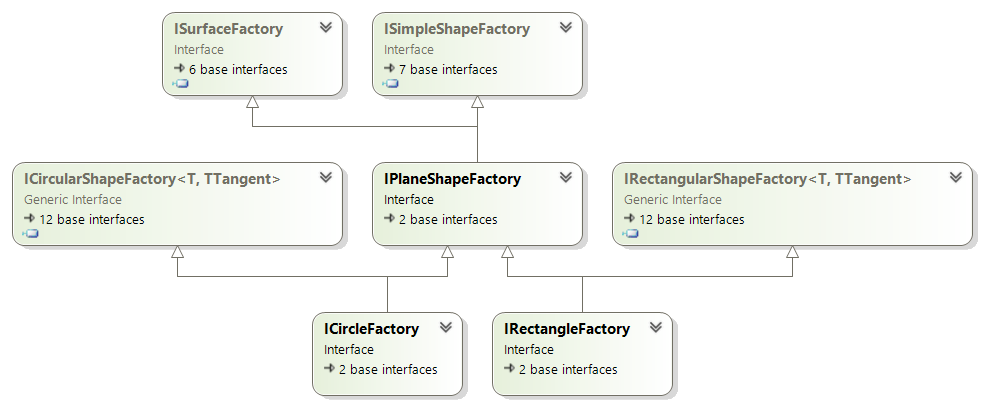 ISurfaceFactory
Interface
6 base interfaces
ISimpleShapeFactory
Interface
7 base interfaces
ICircularShapeFactory<T, TTangent>
Generic Interface
12 base interfaces
IPlaneShapeFactory
Interface
2 base interfaces
IRectangularShapeFactory<T, TTangent>
Generic Interface
12 base interfaces
ICircleFactory
Interface
2 base interfaces
IRectangleFactory
Interface
2 base interfaces